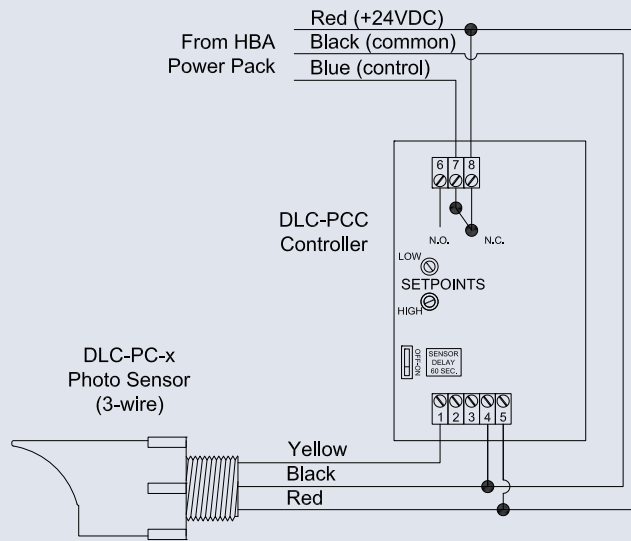 Red (+24VDC)
From HBA
Power Pack
Black (common)
Blue (control)
6 7 8
DLC-PCC
Controller
N.O. N.C.
LOW
SETPOINTS
HIGH
OFF-ON
SENSOR
DELAY
60 SEC.
DLC-PC-x
Photo Sensor
(3-wire)
1 2 3 4 5
Yellow
Black
Red